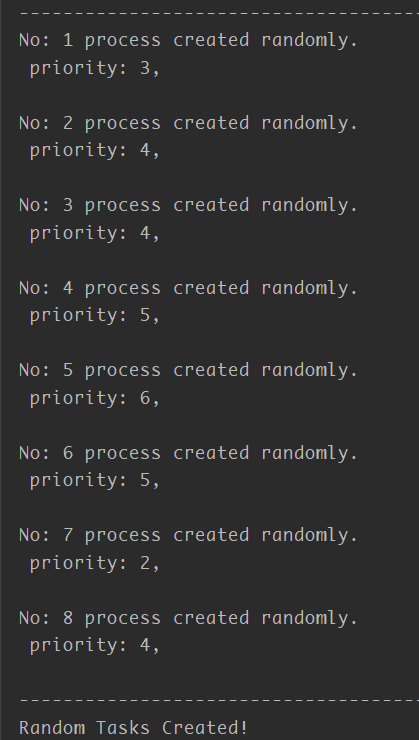 --------------------------------------
No: 1 process created randomly.
 priority: 3,
No: 2 process created randomly.
 priority: 4,
No: 3 process created randomly.
 priority: 4,
No: 4 process created randomly.
 priority: 5,
No: 5 process created randomly.
 priority: 6,
No: 6 process created randomly.
 priority: 5,
No: 7 process created randomly.
 priority: 2,
No: 8 process created randomly.
 priority: 4,
--------------------------------------
Random Tasks Created!